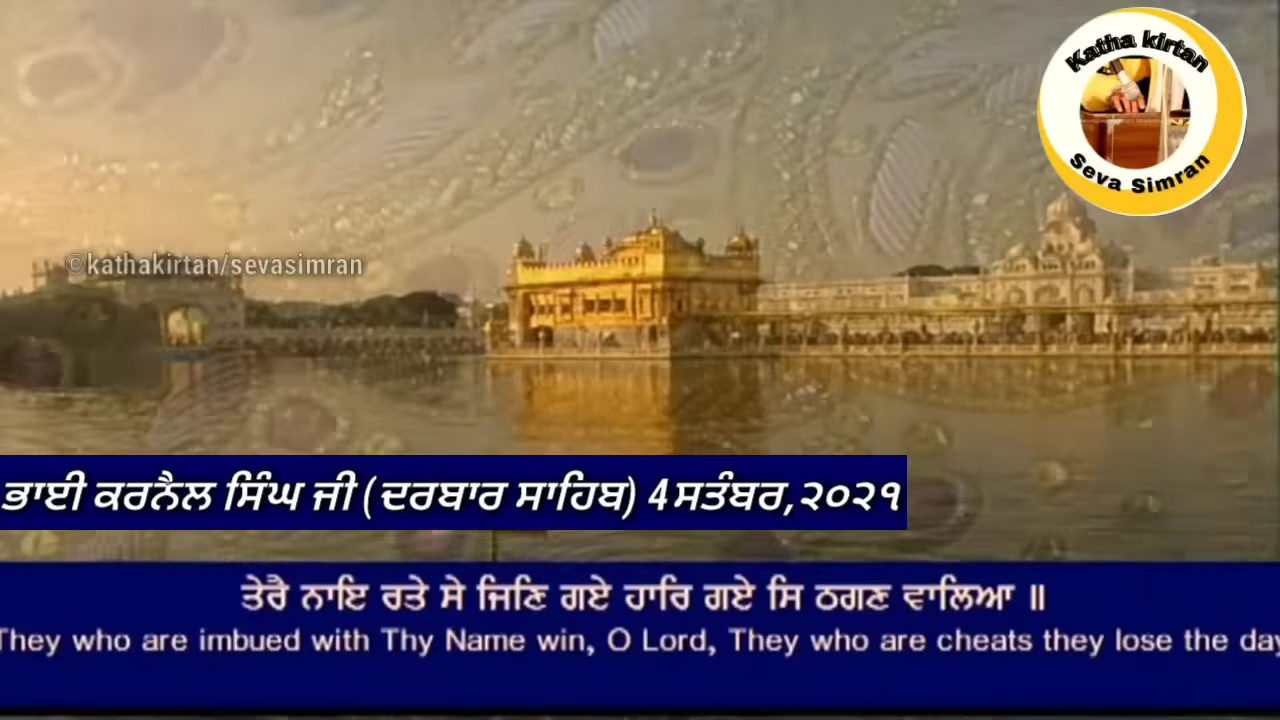 Katha kirtan
Seva Simran
©kathakirtan/sevasimran
ਭਾਈ ਕਰਨੈਲ ਸਿੰਘ ਜੀ (ਦਰਬਾਰ ਸਾਹਿਬ) 4 ਸਤੰਬਰ,੨੦੨੧
ਤੇਰੈ ਨਾਇ ਰਤੇ ਸੇ ਜਿਣਿ ਗਏ ਹਾਰਿ ਗਏ ਸਿ ਠਗਣ ਵਾਲਿਆ ॥
They who are imbued with Thy Name win, O Lord, They who are cheats they lose the day